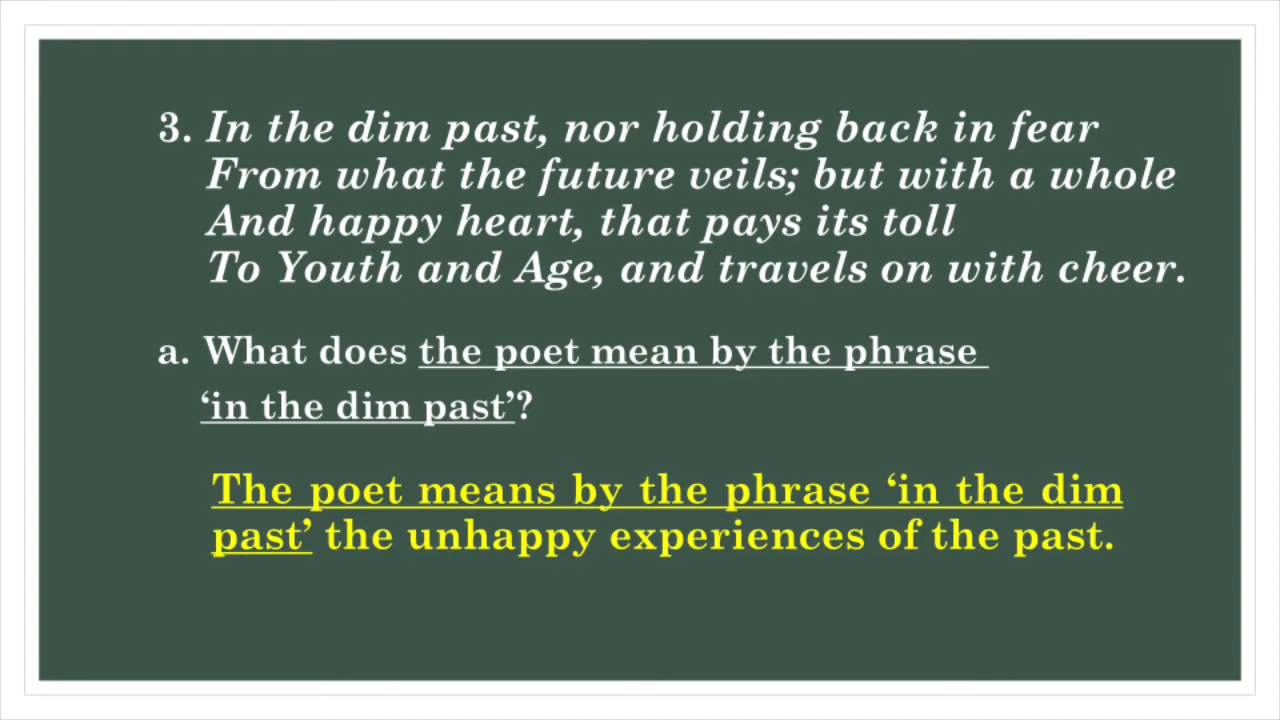 3. In the dim past, nor holding back in fear
From what the future veils; but with a whole
And happy heart, that pays its toll
To Youth and Age, and travels on with cheer.
a. What does the poet mean by the phrase
‘in the dim past’?
The poet means by the phrase ‘in the dim
past’ the unhappy experiences of the past.